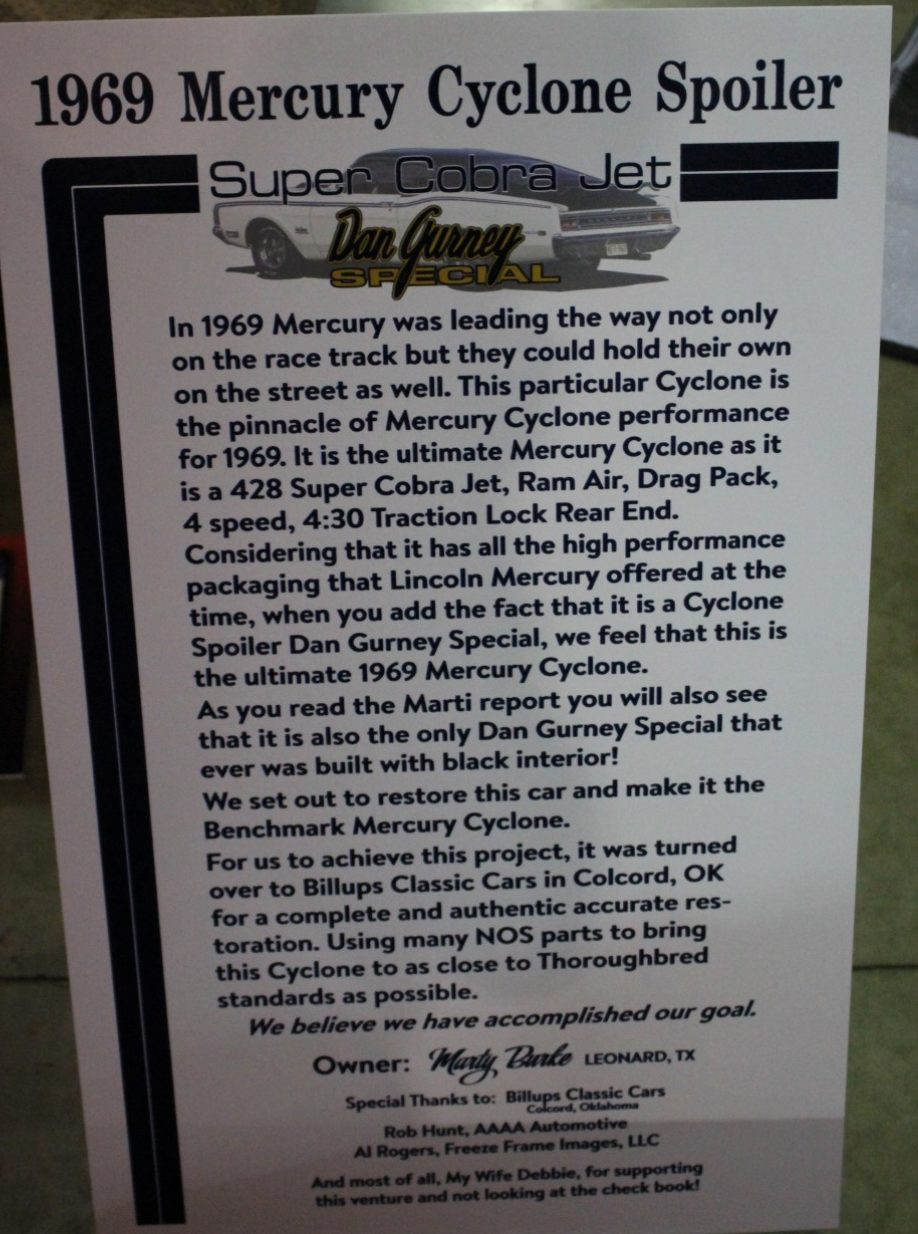 1969 Mercury Cyclone Spoiler
Super Cobra Jet
Dan Gurney
SPECIAL
In 1969 Mercury was leading the way not only
on the race track but they could hold their own
on the street as well. This particular Cyclone is
the pinnacle of Mercury Cyclone performance
for 1969. It is the ultimate Mercury Cyclone as it
is a 428 Super Cobra Jet, Ram Air, Drag Pack,
4 speed, 4:30 Traction Lock Rear End.
Considering that it has all the high performance
packaging that Lincoln Mercury offered at the
time, when you add the fact that it is a Cyclone
Spoiler Dan Gurney Special, we feel that this is
the ultimate 1969 Mercury Cyclone.
As you read the Marti report you will also see
that it is also the only Dan Gurney Special that
ever was built with black interior!
We set out to restore this car and make it the
Benchmark Mercury Cyclone.
For us to achieve this project, it was turned
over to Billups Classic Cars in Colcord, OK
for a complete and authentic accurate res-
toration. Using many NOS parts to bring
this Cyclone to as close to Thoroughbred
standards as possible.
We believe we have accomplished our goal.
Owner: Marty Burke LEONARD, TX
Special Thanks to: Billups Classic Cars
Colcord, Oklahoma
Rob Hunt, AAAA Automotive
Al Rogers, Freeze Frame Images, LLC
And most of all, My Wife Debbie, for supporting
this venture and not looking at the check book!